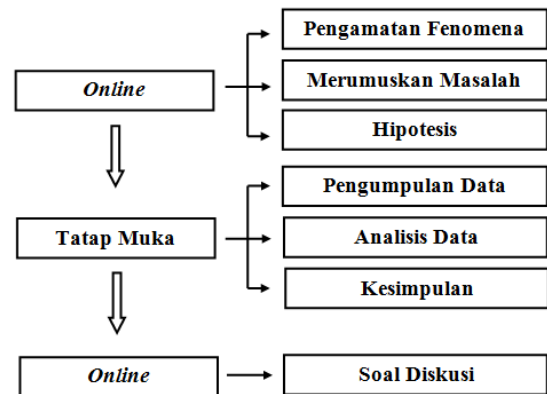 Online
Pengamatan Fenomena
Merumuskan Masalah
Hipotesis
Tatap Muka
Pengumpulan Data
Analisis Data
Kesimpulan
Online
Soal Diskusi